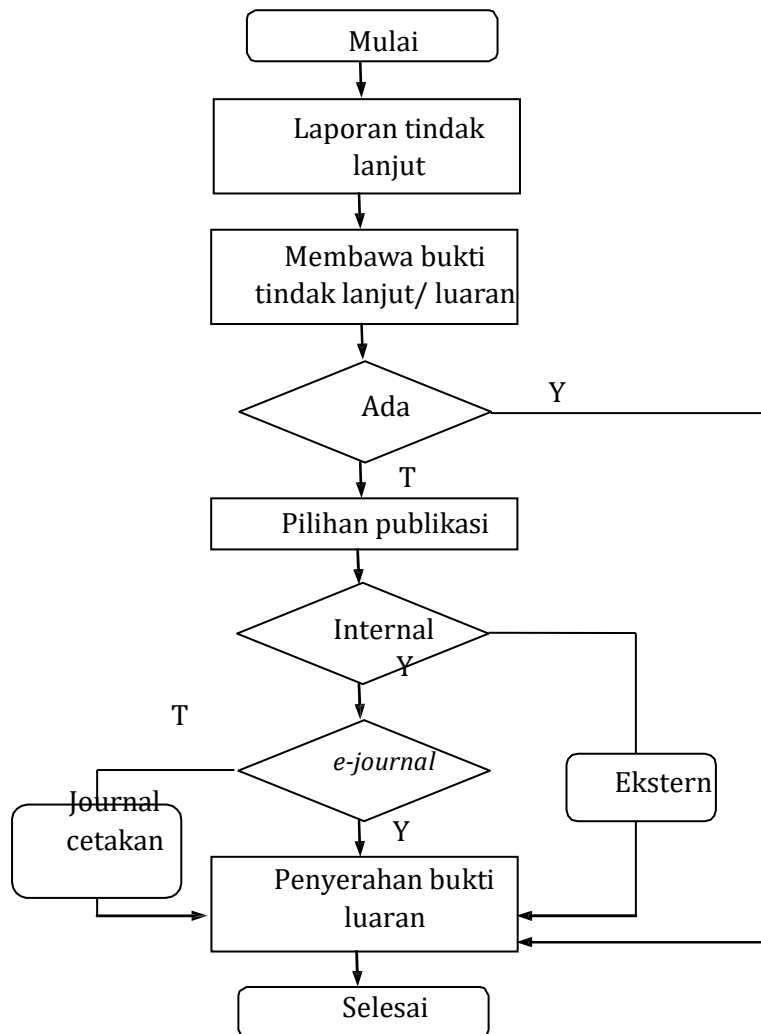 Mulai
Laporan tindak
lanjut
Membawa bukti
tindak lanjut/ luaran
Ada
Y
T
Pilihan publikasi
Internal
Y
T
e-journal
Ekstern
Journal
cetakan
Y
Penyerahan bukti
luaran
Selesai